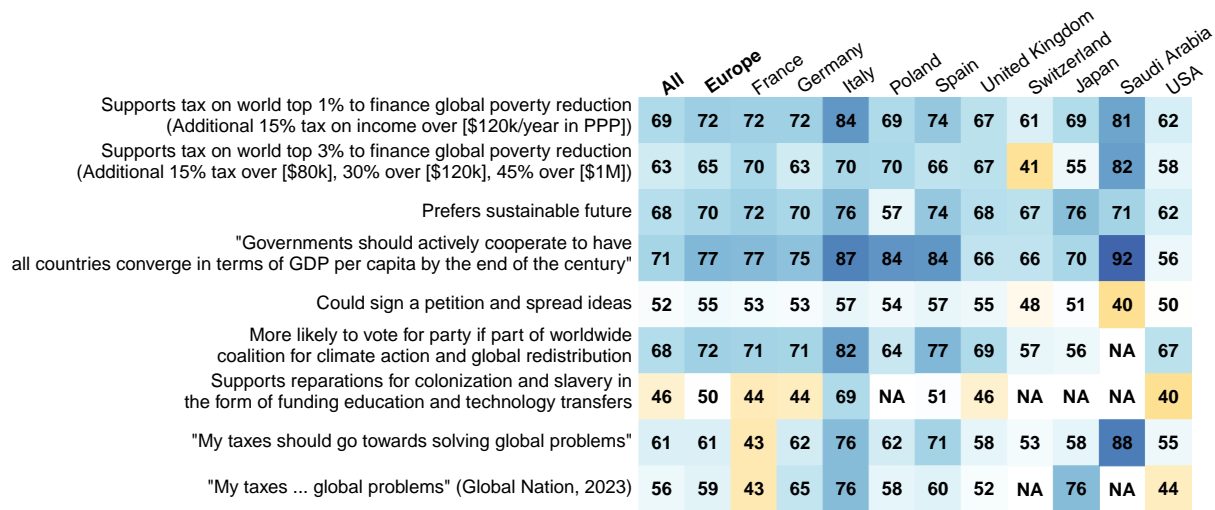 All Europe France Germany Italy Poland Spain United Kingdom Switzerland Japan Saudi Arabia USA
Supports tax on world top 1% to finance global poverty reduction
(Additional 15% tax on income over [$120k/year in PPP]) 69 72 72 72 84 69 74 67 61 69 81 62
Supports tax on world top 3% to finance global poverty reduction
(Additional 15% tax over [$80k], 30% over [$120k], 45% over [$1M]) 63 65 70 63 70 70 66 67 41 55 82 58
Prefers sustainable future 68 70 72 70 76 57 74 68 67 76 71 62
"Governments should actively cooperate to have
all countries converge in terms of GDP per capita by the end of the century" 71 77 77 75 87 84 84 66 66 70 92 56
Could sign a petition and spread ideas 52 55 53 53 57 54 57 55 48 51 40 50
More likely to vote for party if part of worldwide
coalition for climate action and global redistribution 68 72 71 71 82 64 77 69 57 56 NA 67
Supports reparations for colonization and slavery in
the form of funding education and technology transfers 46 50 44 44 69 NA 51 46 NA NA NA 40
"My taxes should go towards solving global problems" 61 61 43 62 76 62 71 58 53 58 88 55
"My taxes ... global problems" (Global Nation, 2023) 56 59 43 65 76 58 60 52 NA 76 NA 44